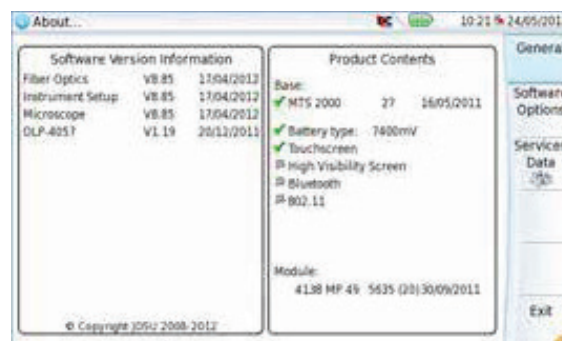 About...
10:21 24/05/201
Software Version Information
Fiber Optics V8.85 17/04/2012
Instrument Setup V8.85 17/04/2012
Microscope V8.85 17/04/2012
OLP-4057 V1.19 20/12/2011
© Copyright JDSU 2008-2012
Product Contents
Base:
MTS 2000 27 16/05/2011
Battery type: 7400mV
Touchscreen
High Visibility Screen
Bluetooth
802.11
Module:
4138 MP 49 5635 (20) 30/09/2011
Genera
Software
Options
Services
Data
Exit